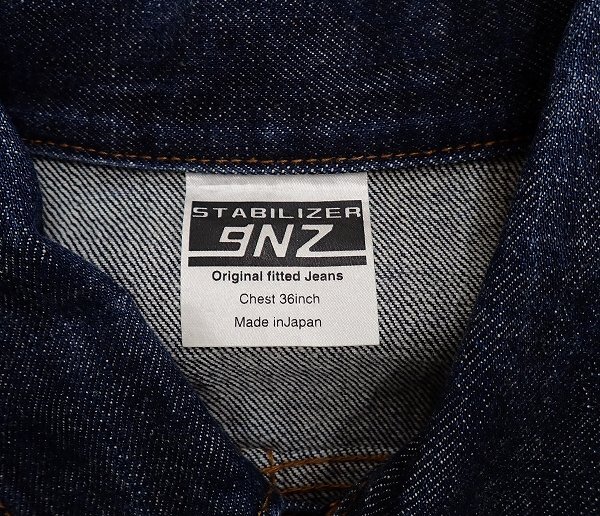 STABILIZER
gNZ
Original fitted Jeans
Chest 36inch
Made inJapan